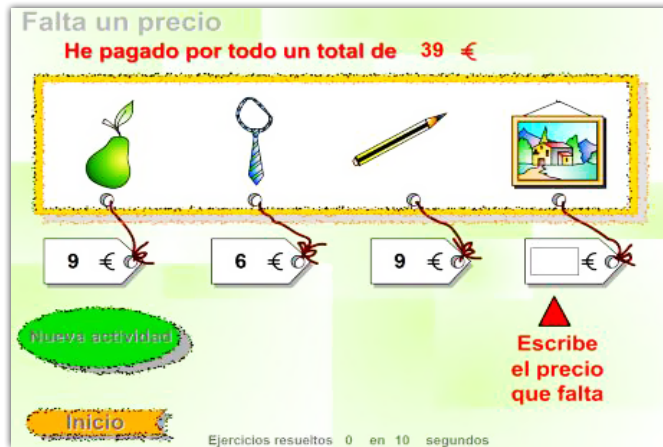 Falta un precio
He pagado por todo un total de 39 €
9 € 6 € 9 € €
Nueva actividad
Escribe
el precio
que falta
Inicio
Ejercicios resueltos 0 en 10 segundos